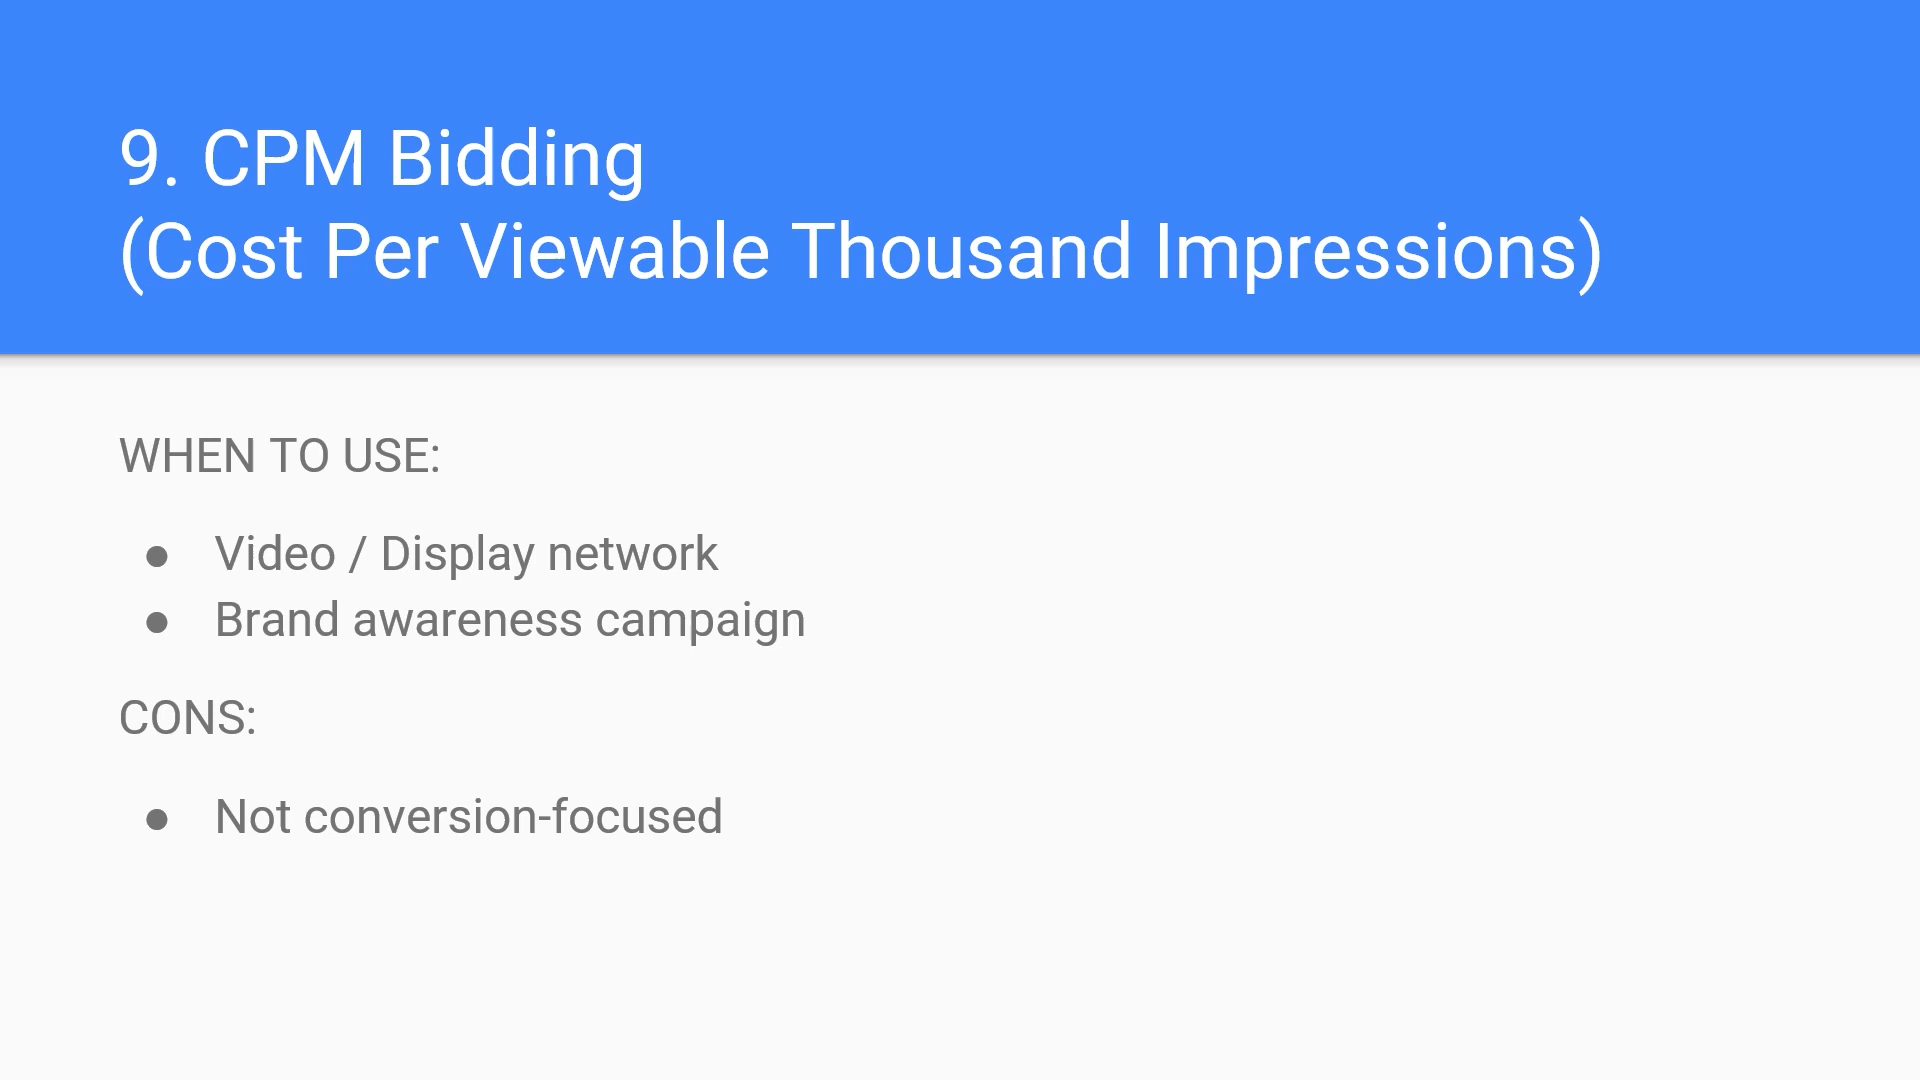 9. CPM Bidding
(Cost Per Viewable Thousand Impressions)
WHEN TO USE:
● Video / Display network
● Brand awareness campaign
CONS:
● Not conversion-focused